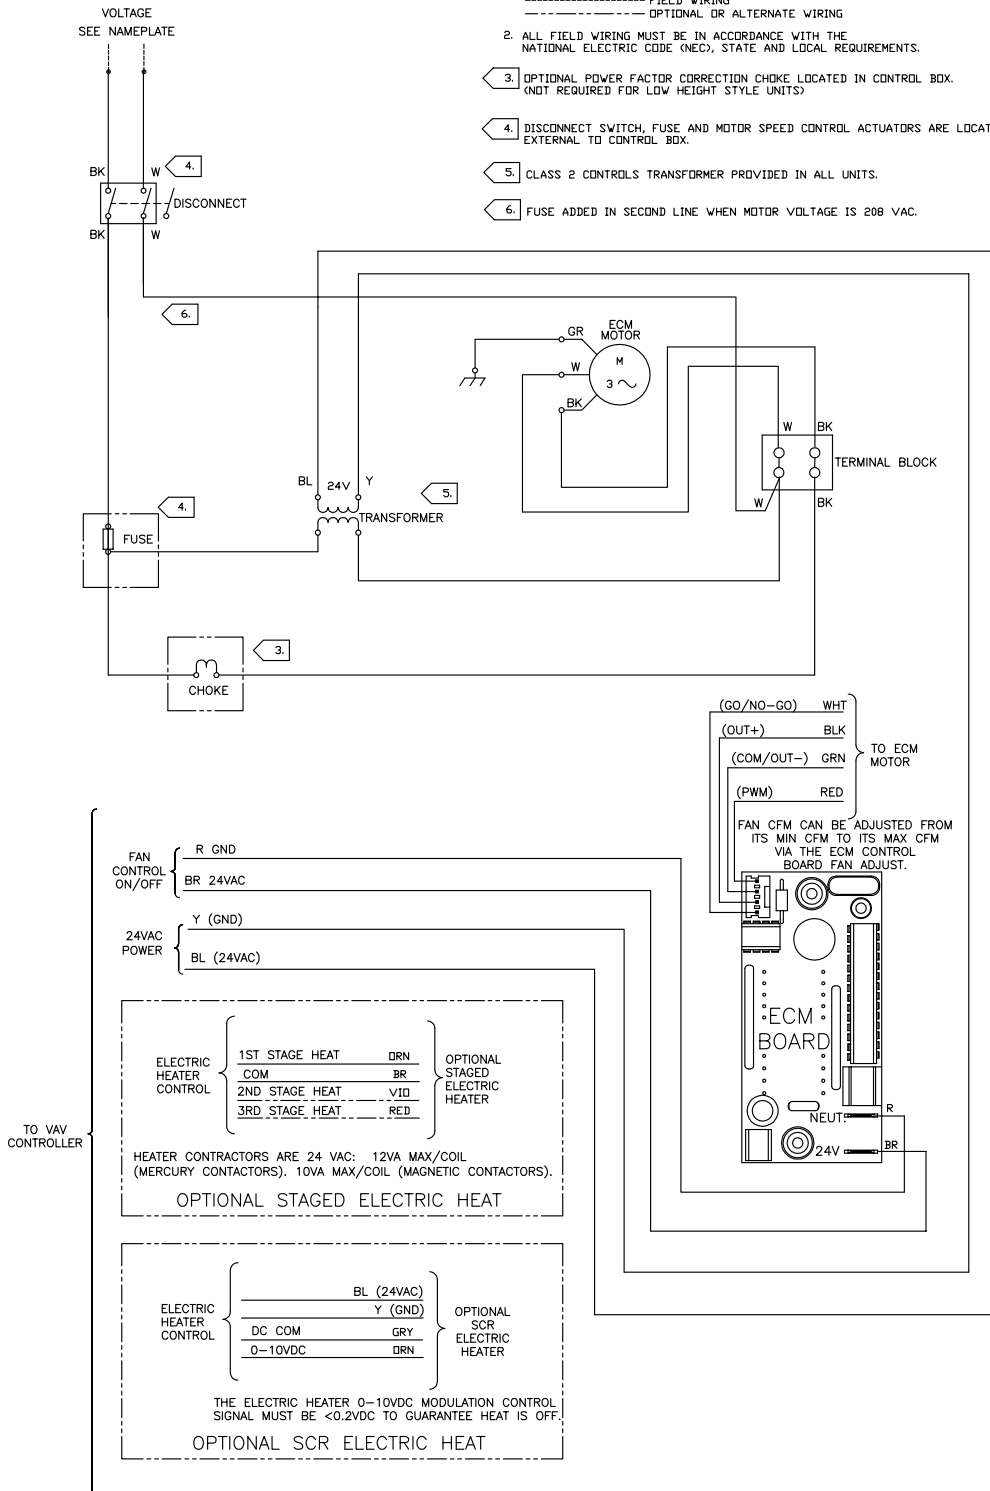 FIELD WIRING
OPTIONAL OR ALTERNATE WIRING
2. ALL FIELD WIRING MUST BE IN ACCORDANCE WITH THE
NATIONAL ELECTRIC CODE (NEC), STATE AND LOCAL REQUIREMENTS.
3. OPTIONAL POWER FACTOR CORRECTION CHOKE LOCATED IN CONTROL BOX.
(NOT REQUIRED FOR LOW HEIGHT STYLE UNITS)
4. DISCONNECT SWITCH, FUSE AND MOTOR SPEED CONTROL ACTUATORS ARE LOCAT
EXTERNAL TO CONTROL BOX.
5. CLASS 2 CONTROLS TRANSFORMER PROVIDED IN ALL UNITS.
6. FUSE ADDED IN SECOND LINE WHEN MOTOR VOLTAGE IS 208 VAC.
VOLTAGE
SEE NAMEPLATE
BK
W
4.
DISCONNECT
BK
W
6.
GR
ECM
MOTOR
W
M
3
BK
W
BK
TERMINAL BLOCK
W
BK
BL
24V
Y
5.
TRANSFORMER
4.
FUSE
3.
CHOKE
(GO/NO-GO) WHT
(OUT+) BLK
(COM/OUT-) GRN
(PWM) RED
TO ECM
MOTOR
FAN CFM CAN BE ADJUSTED FROM
ITS MIN CFM TO ITS MAX CFM
VIA THE ECM CONTROL
BOARD FAN ADJUST.
ECM
BOARD
NEUT.
R
24V
BR
TO VAV
CONTROLLER
FAN
CONTROL
ON/OFF
R GND
BR 24VAC
24VAC
POWER
Y (GND)
BL (24VAC)
ELECTRIC
HEATER
CONTROL
1ST STAGE HEAT ORN
COM BR
2ND STAGE HEAT VIO
3RD STAGE HEAT RED
OPTIONAL
STAGED
ELECTRIC
HEATER
HEATER CONTRACTORS ARE 24 VAC: 12VA MAX/COIL
(MERCURY CONTACTORS). 10VA MAX/COIL (MAGNETIC CONTACTORS).
OPTIONAL STAGED ELECTRIC HEAT
ELECTRIC
HEATER
CONTROL
BL (24VAC)
Y (GND)
DC COM GRY
0-10VDC ORN
OPTIONAL
SCR
ELECTRIC
HEATER
THE ELECTRIC HEATER 0-10VDC MODULATION CONTROL
SIGNAL MUST BE <0.2VDC TO GUARANTEE HEAT IS OFF.
OPTIONAL SCR ELECTRIC HEAT